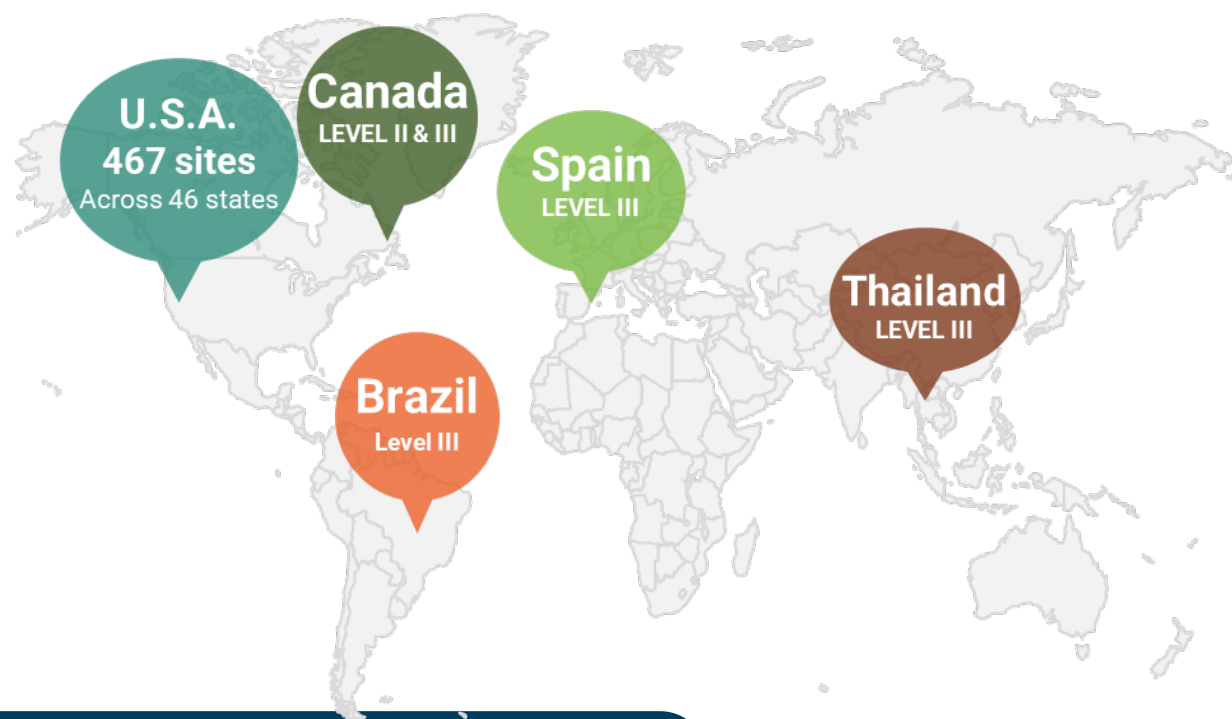 U.S.A.
467 sites
Across 46 states
Canada
LEVEL II & III
Spain
LEVEL III
Thailand
LEVEL III
Brazil
Level III